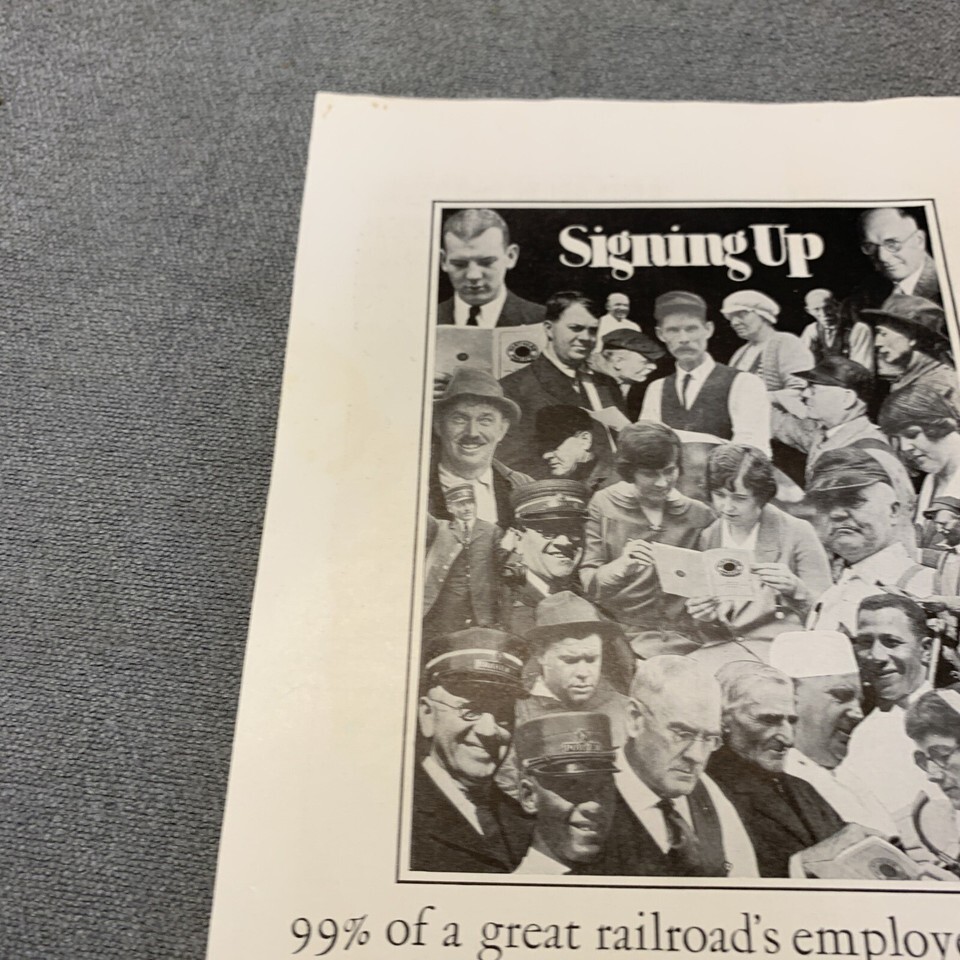 Signing Up
99% of a great railroad's employe